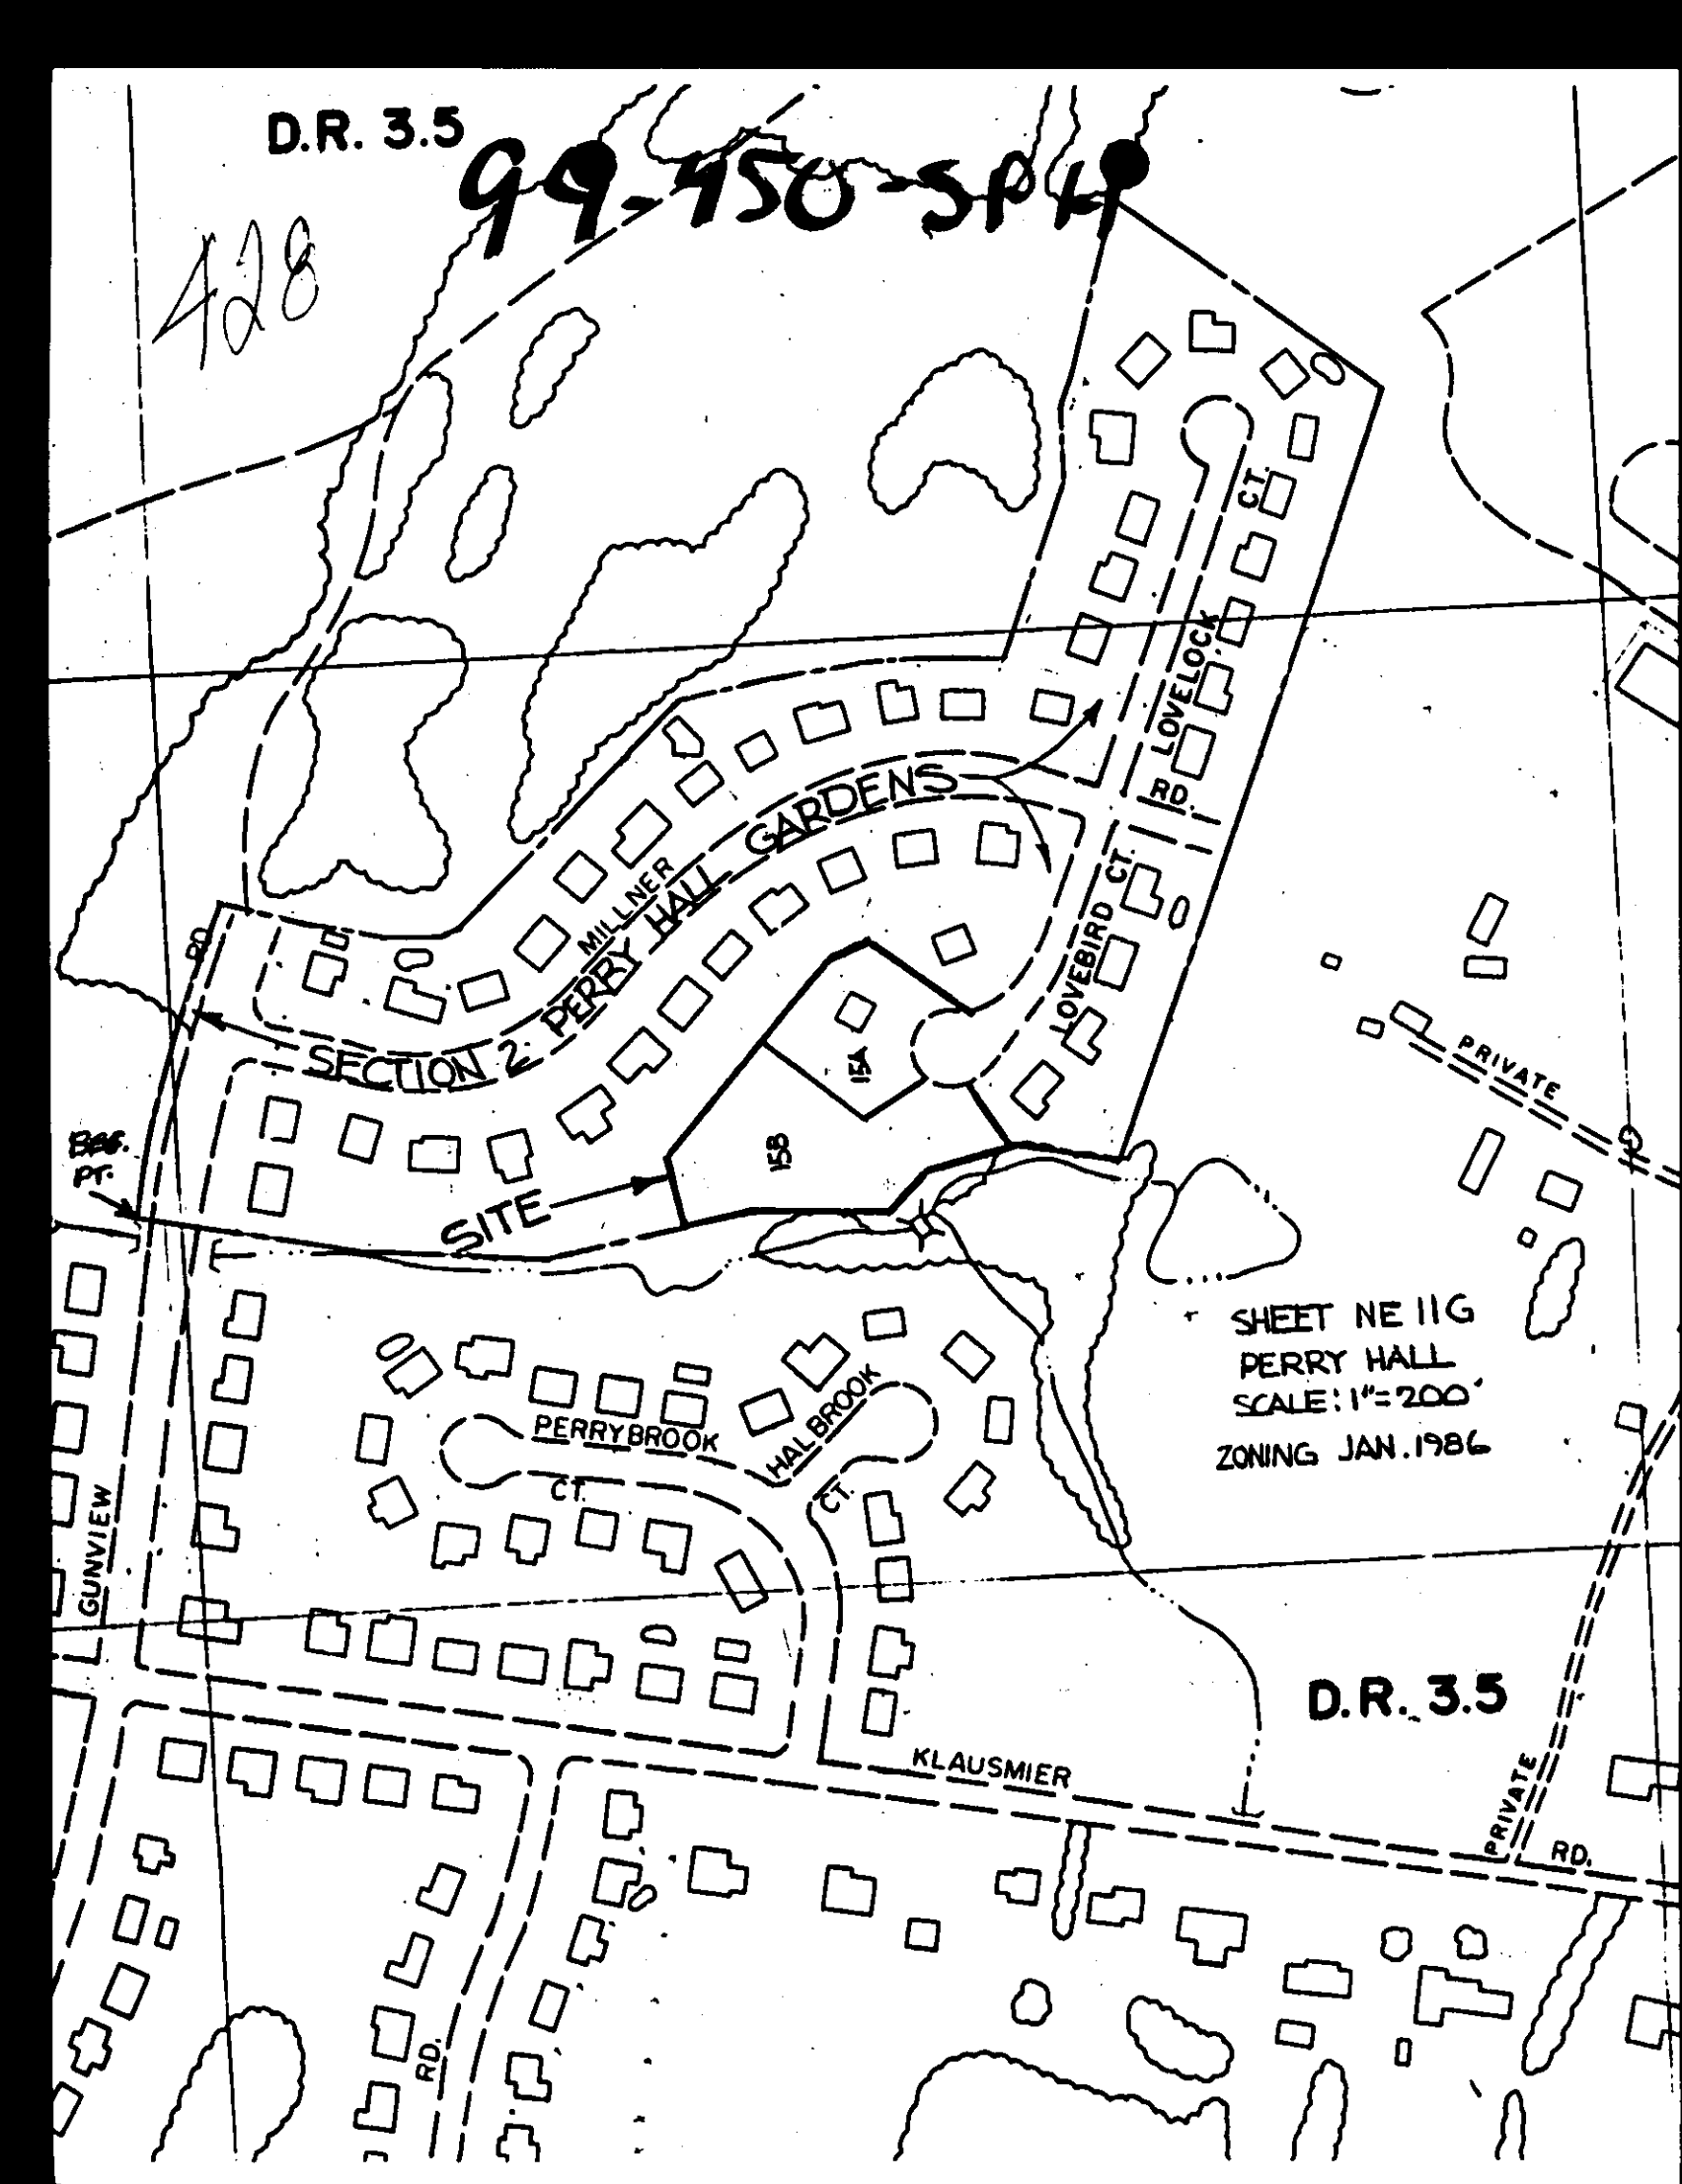 D.R. 3.5
99-450-SPH
428
CT.
LOVELOCK
RD.
GARDENS
MILLNER
PERRY HALL
CT.
LOVEBIRD
RD.
SECTION 2
15A
PRIVATE
BEG.
PT.
15B
SITE
SHEET NE 11G
PERRY HALL
SCALE: 1"=200'
ZONING JAN. 1986
PERRYBROOK
CT.
HALBROOK
CT.
GUNVIEW
D.R. 3.5
KLAUSMIER
PRIVATE
RD.
RD.